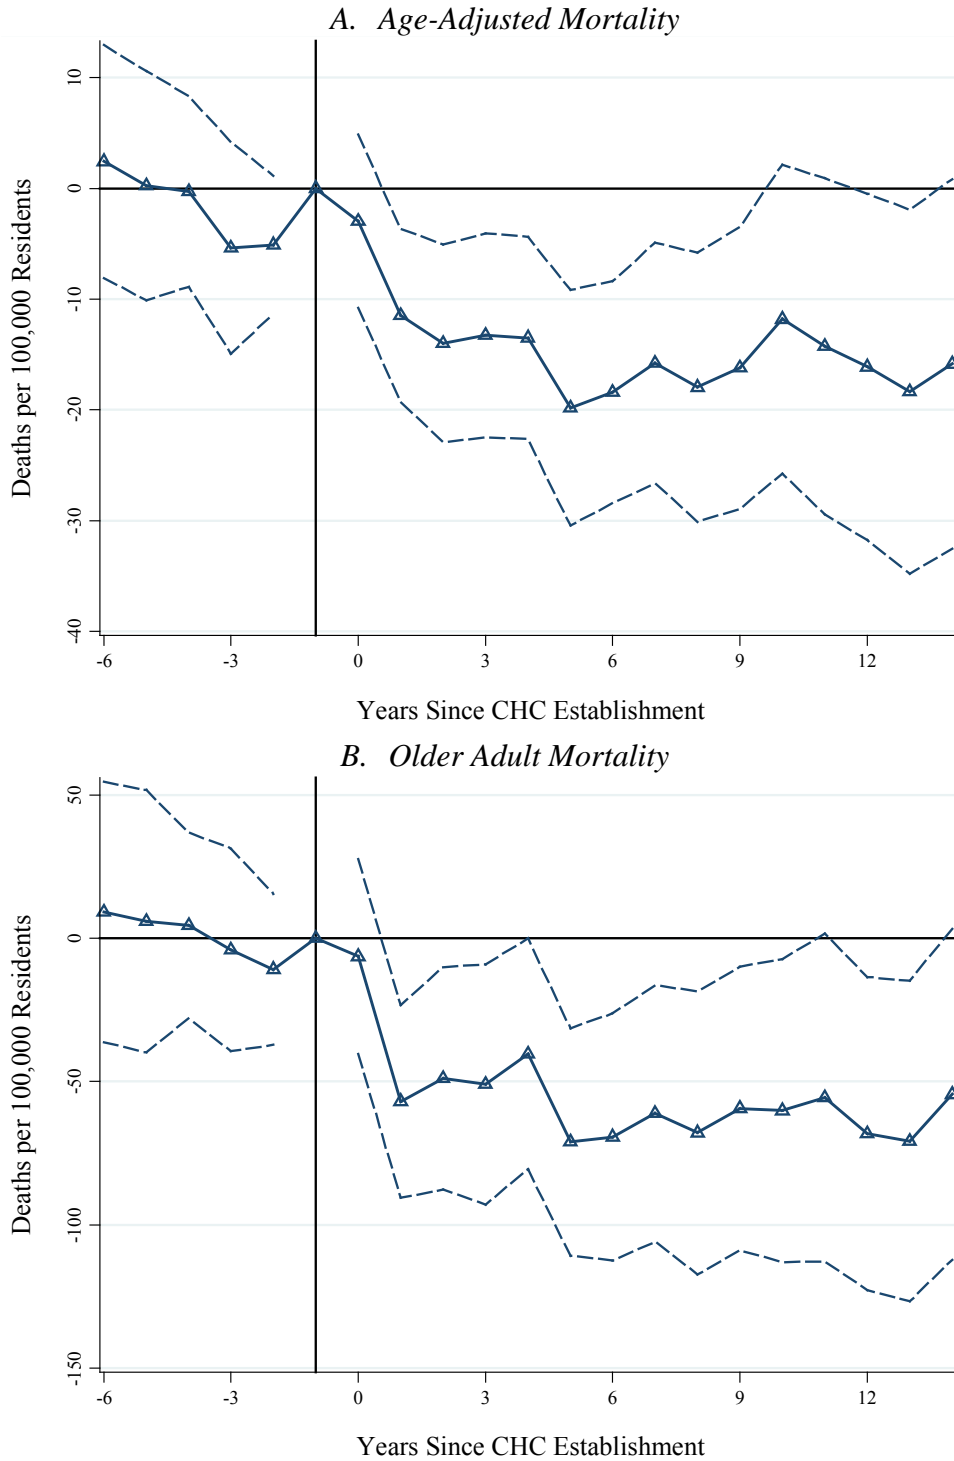 A. Age-Adjusted Mortality
Deaths per 100,000 Residents
10
0
-10
-20
-30
-40
-6 -3 0 3 6 9 12
Years Since CHC Establishment
B. Older Adult Mortality
Deaths per 100,000 Residents
50
0
-50
-100
-150
-6 -3 0 3 6 9 12
Years Since CHC Establishment